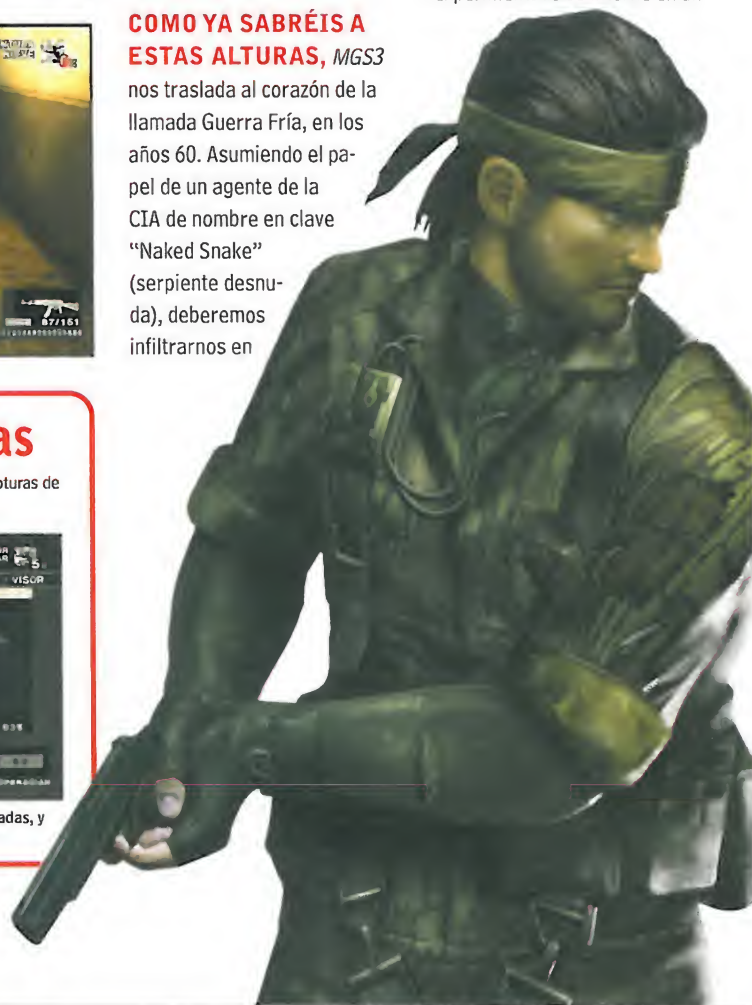 COMO YA SABRÉIS A
ESTAS ALTURAS, MGS3
nos traslada al corazón de la
llamada Guerra Fría, en los
años 60. Asumiendo el pa-
pel de un agente de la
CIA de nombre en clave
“Naked Snake”
(serpiente desnu-
da), deberemos
infiltrarnos en
87/151
as
pturas de
VISOR
adas, y